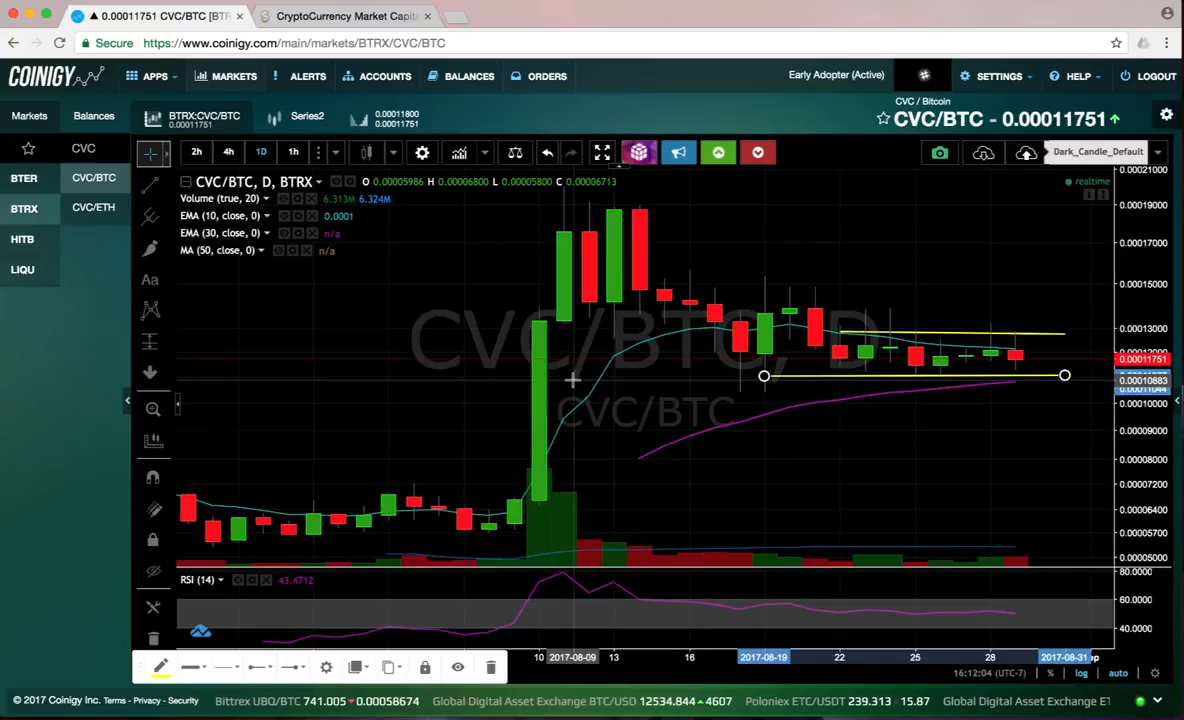 ▲ 0.00011751 CVC/BTC [BTR ×
CryptoCurrency Market Capit ×
Secure https://www.coinigy.com/main/markets/BTRX/CVC/BTC
COINIGY APPS MARKETS ! ALERTS ACCOUNTS BALANCES ORDERS Early Adopter (Active) SETTINGS HELP LOGOUT
Markets Balances BTRX:CVC/BTC 0.00011751 Series2 0.00011800 0.00011751
CVC / Bitcoin
CVC/BTC - 0.00011751
CVC
2h 4h 1D 1h Dark_Candle_Default
BTER CVC/BTC
BTRX CVC/ETH
HITB
LIQU
CVC/BTC, D, BTRX O 0.00005986 H 0.00006800 L 0.00005800 C 0.00006713
realtime
Volume (true, 20) 6.313M 6.324M
EMA (10, close, 0) 0.0001
EMA (30, close, 0) n/a
MA (50, close, 0) n/a
Aa
CVC/BTC, D
CVC/BTC
0.00021000
0.00019000
0.00017000
0.00015000
0.00013000
0.00011751
0.00010883
0.00011044
0.00010000
0.00009000
0.00008000
0.00007200
0.00006400
0.00005700
0.00005000
RSI (14) 43.4712
80.0000
60.0000
40.0000
10 2017-08-09 13 16 2017-08-19 22 25 28 2017-08-31
16:12:04 (UTC-7) % log auto
© 2017 Coinigy Inc. Terms - Privacy - Security Bittrex UBQ/BTC 741.005 0.00058674 Global Digital Asset Exchange BTC/USD 12534.844 4607 Poloniex ETC/USDT 239.313 15.87 Global Digital Asset Exchange ET